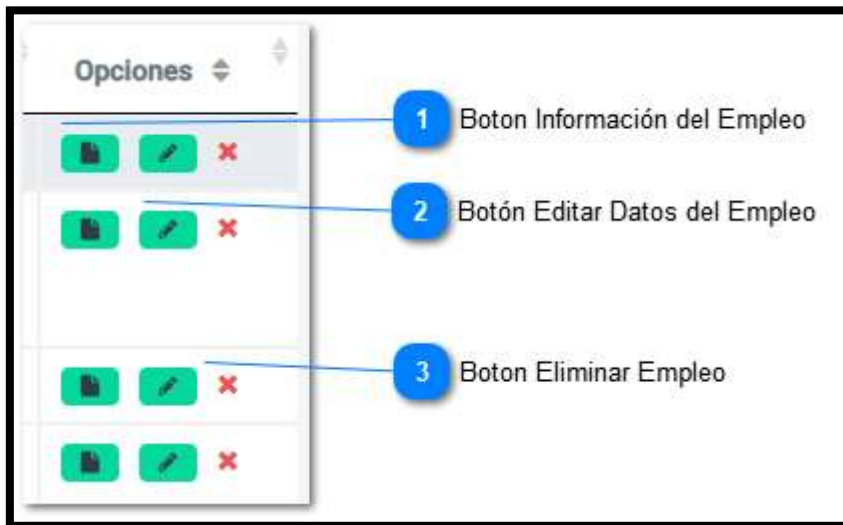 Opciones
1 Boton Información del Empleo
2 Botón Editar Datos del Empleo
3 Boton Eliminar Empleo